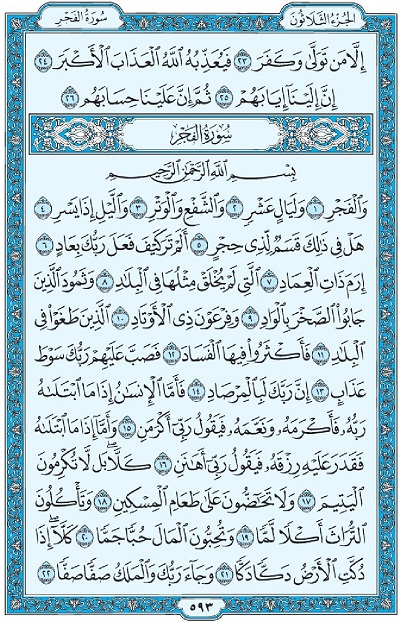 الجُزْءُ الثَّلَاثُونَ سُورَةُ الفَجْرِ
إِلَّا مَن تَوَلَّىٰ وَكَفَرَ ٢٣ فَيُعَذِّبُهُ ٱللَّهُ ٱلْعَذَابَ ٱلْأَكْبَرَ ٢٤
إِنَّ إِلَيْنَآ إِيَابَهُمْ ٢٥ ثُمَّ إِنَّ عَلَيْنَا حِسَابَهُم ٢٦
سُورَةُ الفَجْرِ
بِسْمِ ٱللَّهِ ٱلرَّحْمَٰنِ ٱلرَّحِيمِ
وَٱلْفَجْرِ ١ وَلَيَالٍ عَشْرٍ ٢ وَٱلشَّفْعِ وَٱلْوَتْرِ ٣ وَٱلَّيْلِ إِذَا يَسْرِ ٤
هَلْ فِى ذَٰلِكَ قَسَمٌ لِّذِى حِجْرٍ ٥ أَلَمْ تَرَ كَيْفَ فَعَلَ رَبُّكَ بِعَادٍ ٦
إِرَمَ ذَاتِ ٱلْعِمَادِ ٧ ٱلَّتِى لَمْ يُخْلَقْ مِثْلُهَا فِى ٱلْبِلَٰدِ ٨ وَثَمُودَ ٱلَّذِينَ
جَابُوا۟ ٱلصَّخْرَ بِٱلْوَادِ ٩ وَفِرْعَوْنَ ذِى ٱلْأَوْتَادِ ١٠ ٱلَّذِينَ طَغَوْا۟ فِى
ٱلْبِلَٰدِ ١١ فَأَكْثَرُوا۟ فِيهَا ٱلْفَسَادَ ١٢ فَصَبَّ عَلَيْهِمْ رَبُّكَ سَوْطَ
عَذَابٍ ١٣ إِنَّ رَبَّكَ لَبِٱلْمِرْصَادِ ١٤ فَأَمَّا ٱلْإِنسَٰنُ إِذَا مَا ٱبْتَلَىٰهُ
رَبُّهُۥ فَأَكْرَمَهُۥ وَنَعَّمَهُۥ فَيَقُولُ رَبِّىٓ أَكْرَمَنِ ١٥ وَأَمَّآ إِذَا مَا ٱبْتَلَىٰهُ
فَقَدَرَ عَلَيْهِ رِزْقَهُۥ فَيَقُولُ رَبِّىٓ أَهَٰنَنِ ١٦ كَلَّا ۖ بَل لَّا تُكْرِمُونَ
ٱلْيَتِيمَ ١٧ وَلَا تَحَٰٓضُّونَ عَلَىٰ طَعَامِ ٱلْمِسْكِينِ ١٨ وَتَأْكُلُونَ
ٱلتُّرَاثَ أَكْلًا لَّمًّا ١٩ وَتُحِبُّونَ ٱلْمَالَ حُبًّا جَمًّا ٢٠ كَلَّآ ۖ إِذَا
دُكَّتِ ٱلْأَرْضُ دَكًّا دَكًّا ٢١ وَجَآءَ رَبُّكَ وَٱلْمَلَكُ صَفًّا صَفًّا ٢٢
٥٩٣